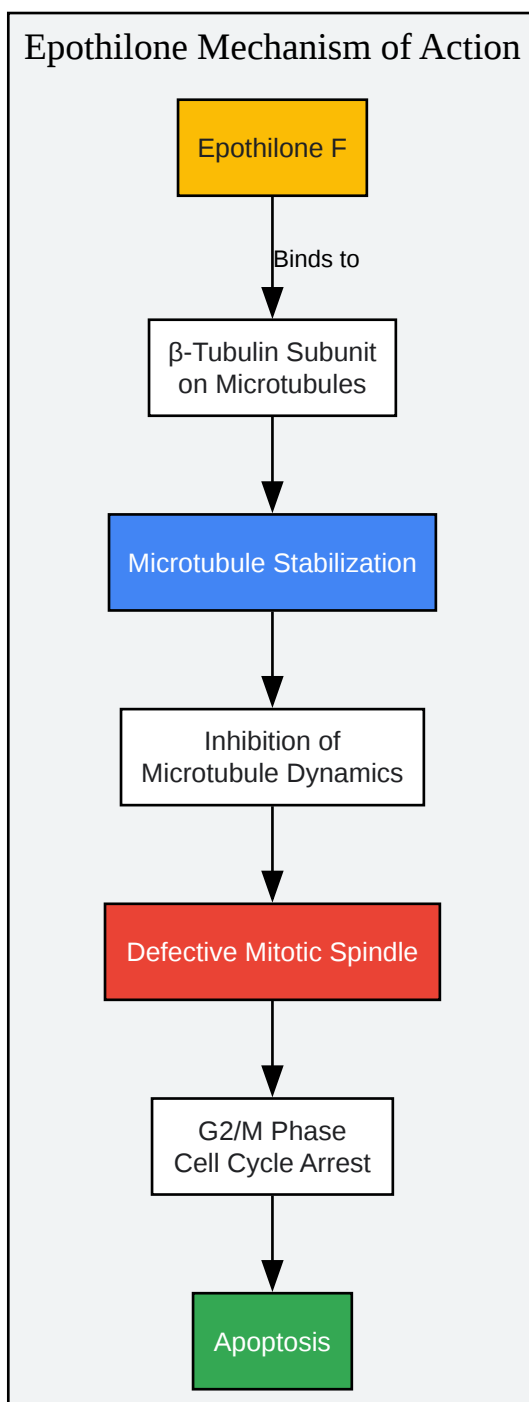 Epothilone Mechanism of Action
Epothilone F
Binds to
β-Tubulin Subunit
on Microtubules
Microtubule Stabilization
Inhibition of
Microtubule Dynamics
Defective Mitotic Spindle
G2/M Phase
Cell Cycle Arrest
Apoptosis